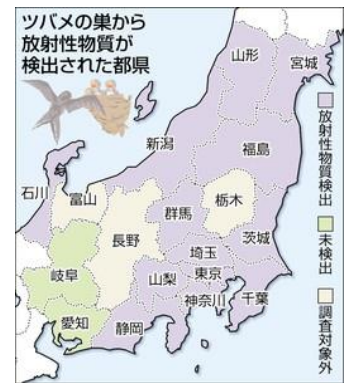 ツバメの巣から
放射性物質が
検出された都県
山形
宮城
新潟
福島
石川
富山
栃木
群馬
長野
茨城
埼玉
岐阜
山梨
東京
神奈川
千葉
愛知
静岡
放射性物質検出
未検出
調査対象外